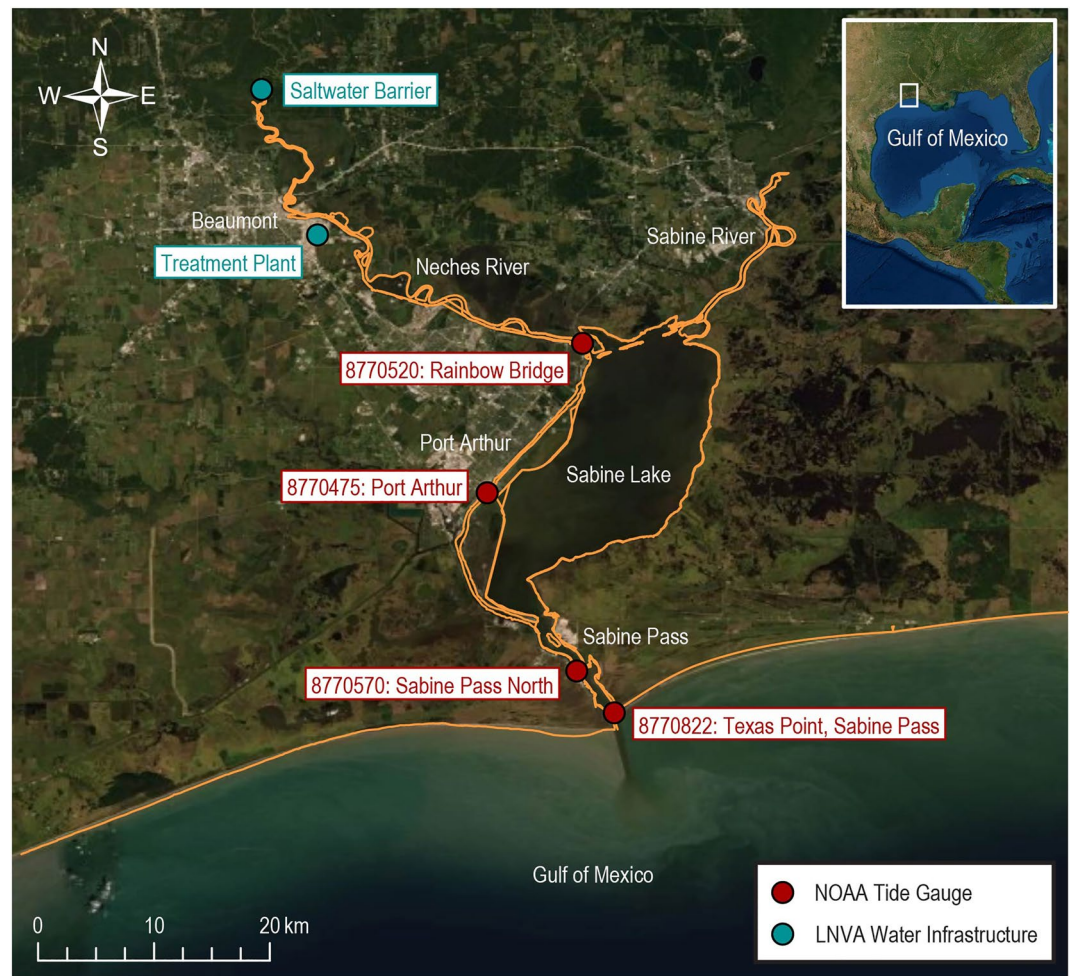 N
W
E
S
Saltwater Barrier
Gulf of Mexico
Beaumont
Sabine River
Treatment Plant
Neches River
8770520: Rainbow Bridge
Port Arthur
Sabine Lake
8770475: Port Arthur
Sabine Pass
8770570: Sabine Pass North
8770822: Texas Point, Sabine Pass
Gulf of Mexico
NOAA Tide Gauge
LNVA Water Infrastructure
0 10 20 km